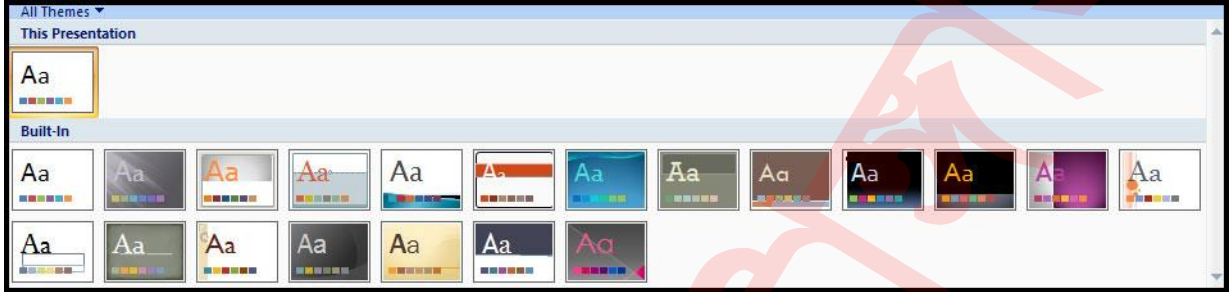 All Themes
This Presentation
Aa
Built-In
Aa Aa Aa Aa Aa Aa Aa Aa Aa Aa Aa Aa Aa
Aa Aa Aa Aa Aa Aa Aa